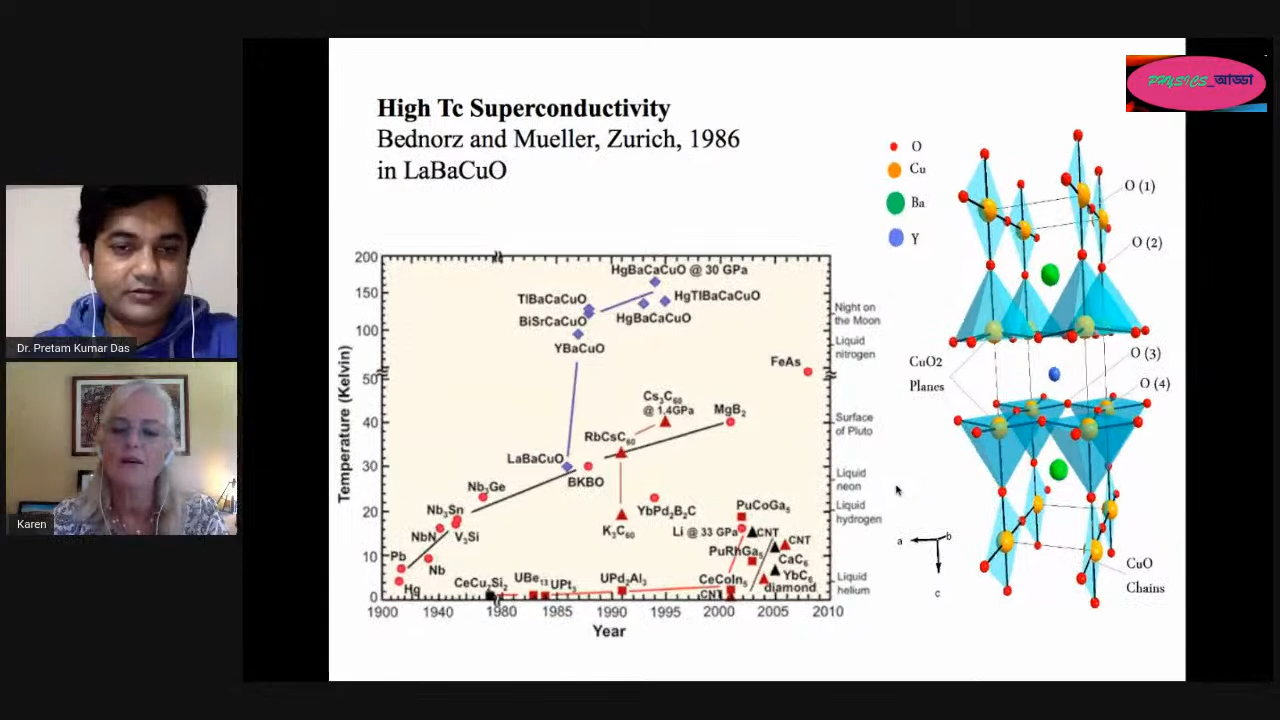 High Tc Superconductivity
Bednorz and Mueller, Zurich, 1986
in LaBaCuO
PHYSICS_আড্ডা
Dr. Pretam Kumar Das
Karen
Temperature (Kelvin)
200
150
100
50
40
30
20
10
0
1900
1940
1980
1985
1990
1995
2000
2005
2010
Year
HgBaCaCuO @ 30 GPa
TlBaCaCuO
HgTlBaCaCuO
BiSrCaCuO
HgBaCaCuO
YBaCuO
FeAs
Cs₃C₆₀
@ 1.4GPa
MgB₂
RbCsC₆₀
LaBaCuO
BKBO
Nb₃Ge
Nb₃Sn
NbN
V₃Si
K₃C₆₀
YbPd₂B₂C
PuCoGa₅
Li @ 33 GPa
CNT
CNT
PuRhGa₅
CaC₆
YbC₆
diamond
Pb
Nb
Hg
CeCu₂Si₂
UBe₁₃
UPt₃
UPd₂Al₃
CeCoIn₅
CNT
Night on
the Moon
Liquid
nitrogen
Surface
of Pluto
Liquid
neon
Liquid
hydrogen
Liquid
helium
O
Cu
Ba
Y
O (1)
O (2)
CuO2
Planes
O (3)
O (4)
a
b
c
CuO
Chains